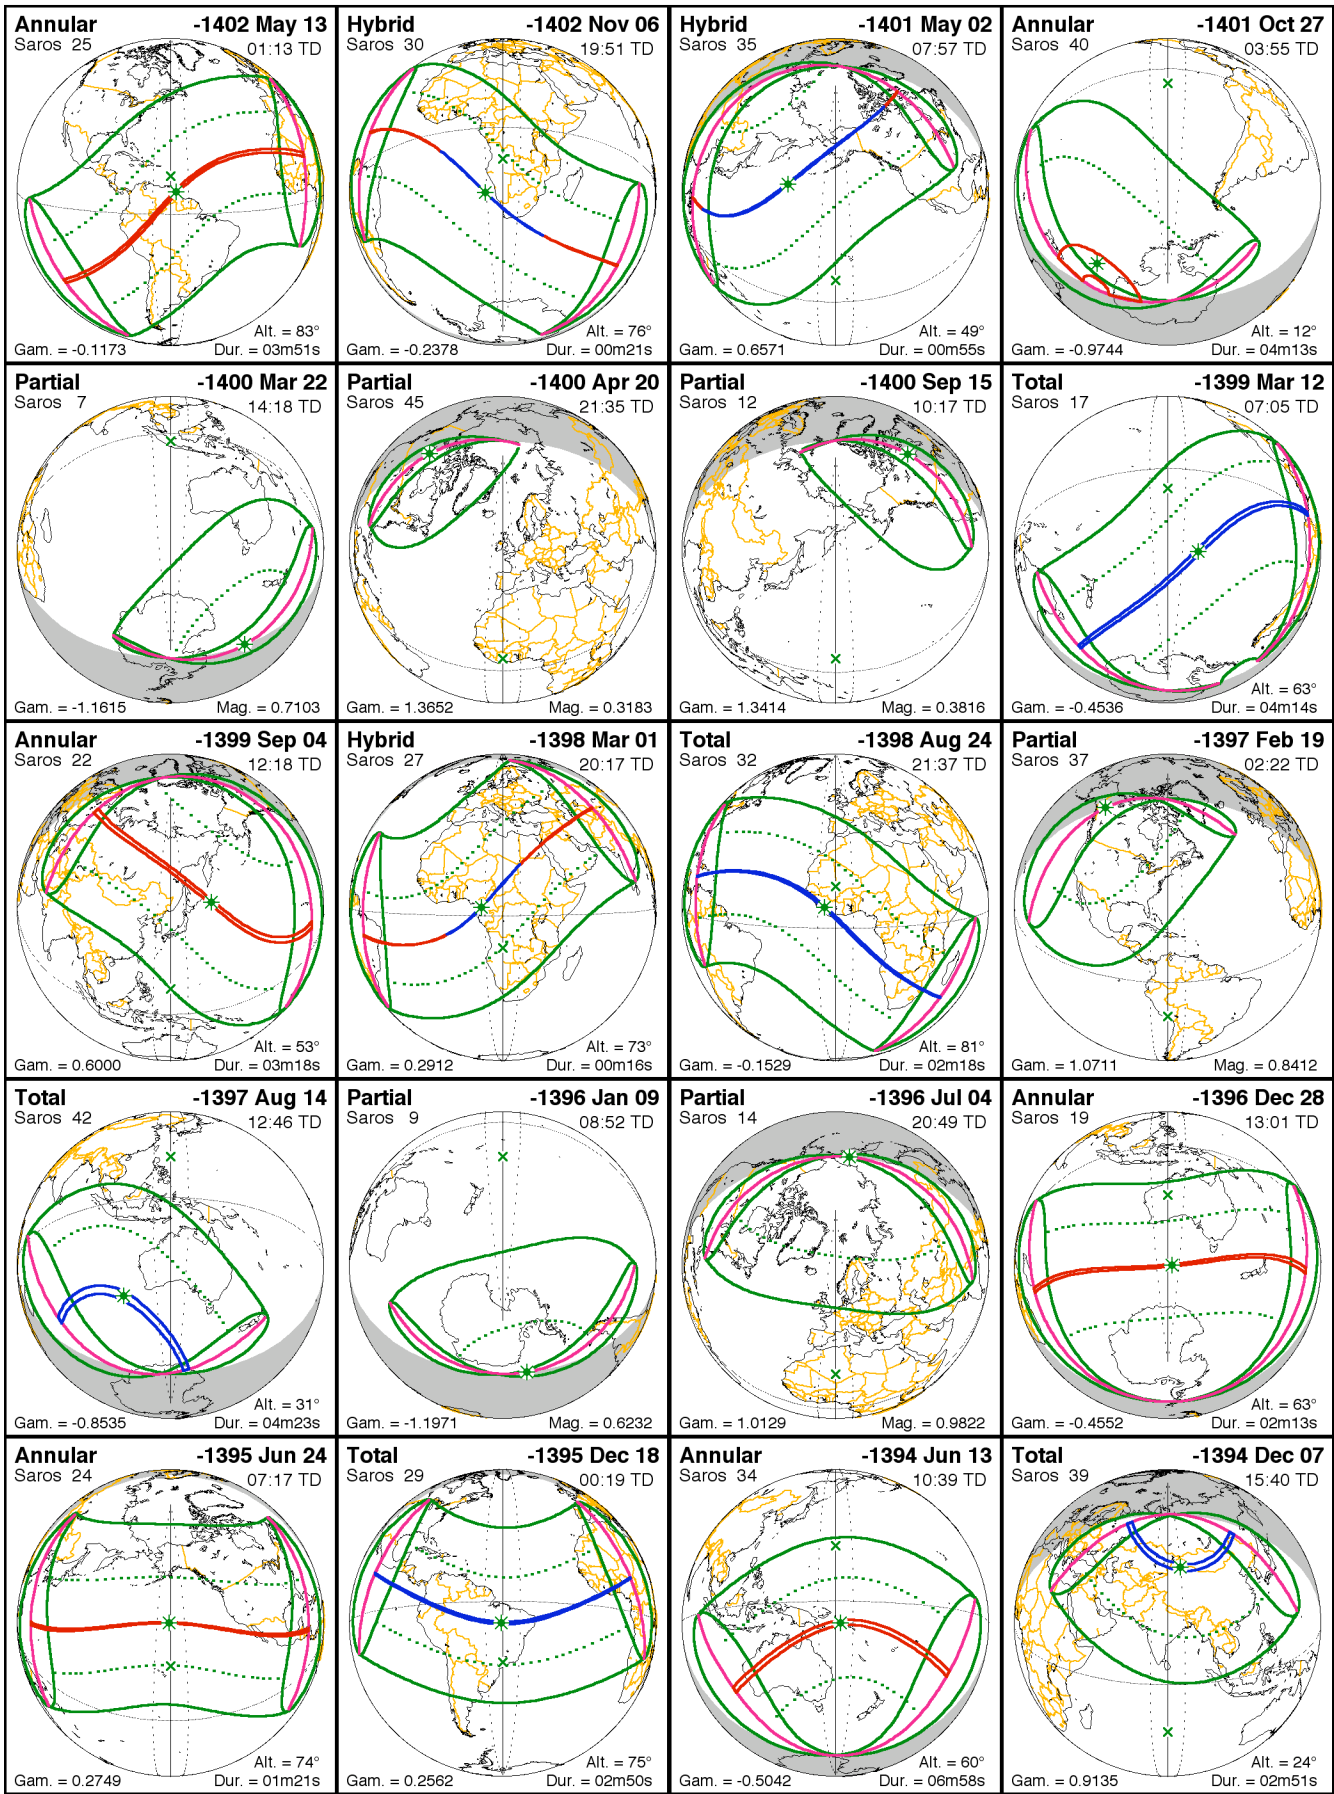 Annular -1402 May 13
Saros 25 01:13 TD
Alt. = 83°
Gam. = -0.1173 Dur. = 03m51s
Hybrid -1402 Nov 06
Saros 30 19:51 TD
Alt. = 76°
Gam. = -0.2378 Dur. = 00m21s
Hybrid -1401 May 02
Saros 35 07:57 TD
Alt. = 49°
Gam. = 0.6571 Dur. = 00m55s
Annular -1401 Oct 27
Saros 40 03:55 TD
Alt. = 12°
Gam. = -0.9744 Dur. = 04m13s
Partial -1400 Mar 22
Saros 7 14:18 TD
Gam. = -1.1615 Mag. = 0.7103
Partial -1400 Apr 20
Saros 45 21:35 TD
Gam. = 1.3652 Mag. = 0.3183
Partial -1400 Sep 15
Saros 12 10:17 TD
Gam. = 1.3414 Mag. = 0.3816
Total -1399 Mar 12
Saros 17 07:05 TD
Alt. = 63°
Gam. = -0.4536 Dur. = 04m14s
Annular -1399 Sep 04
Saros 22 12:18 TD
Alt. = 53°
Gam. = 0.6000 Dur. = 03m18s
Hybrid -1398 Mar 01
Saros 27 20:17 TD
Alt. = 73°
Gam. = 0.2912 Dur. = 00m16s
Total -1398 Aug 24
Saros 32 21:37 TD
Alt. = 81°
Gam. = -0.1529 Dur. = 02m18s
Partial -1397 Feb 19
Saros 37 02:22 TD
Gam. = 1.0711 Mag. = 0.8412
Total -1397 Aug 14
Saros 42 12:46 TD
Alt. = 31°
Gam. = -0.8535 Dur. = 04m23s
Partial -1396 Jan 09
Saros 9 08:52 TD
Gam. = -1.1971 Mag. = 0.6232
Partial -1396 Jul 04
Saros 14 20:49 TD
Gam. = 1.0129 Mag. = 0.9822
Annular -1396 Dec 28
Saros 19 13:01 TD
Alt. = 63°
Gam. = -0.4552 Dur. = 02m13s
Annular -1395 Jun 24
Saros 24 07:17 TD
Alt. = 74°
Gam. = 0.2749 Dur. = 01m21s
Total -1395 Dec 18
Saros 29 00:19 TD
Alt. = 75°
Gam. = 0.2562 Dur. = 02m50s
Annular -1394 Jun 13
Saros 34 10:39 TD
Alt. = 60°
Gam. = -0.5042 Dur. = 06m58s
Total -1394 Dec 07
Saros 39 15:40 TD
Alt. = 24°
Gam. = 0.9135 Dur. = 02m51s